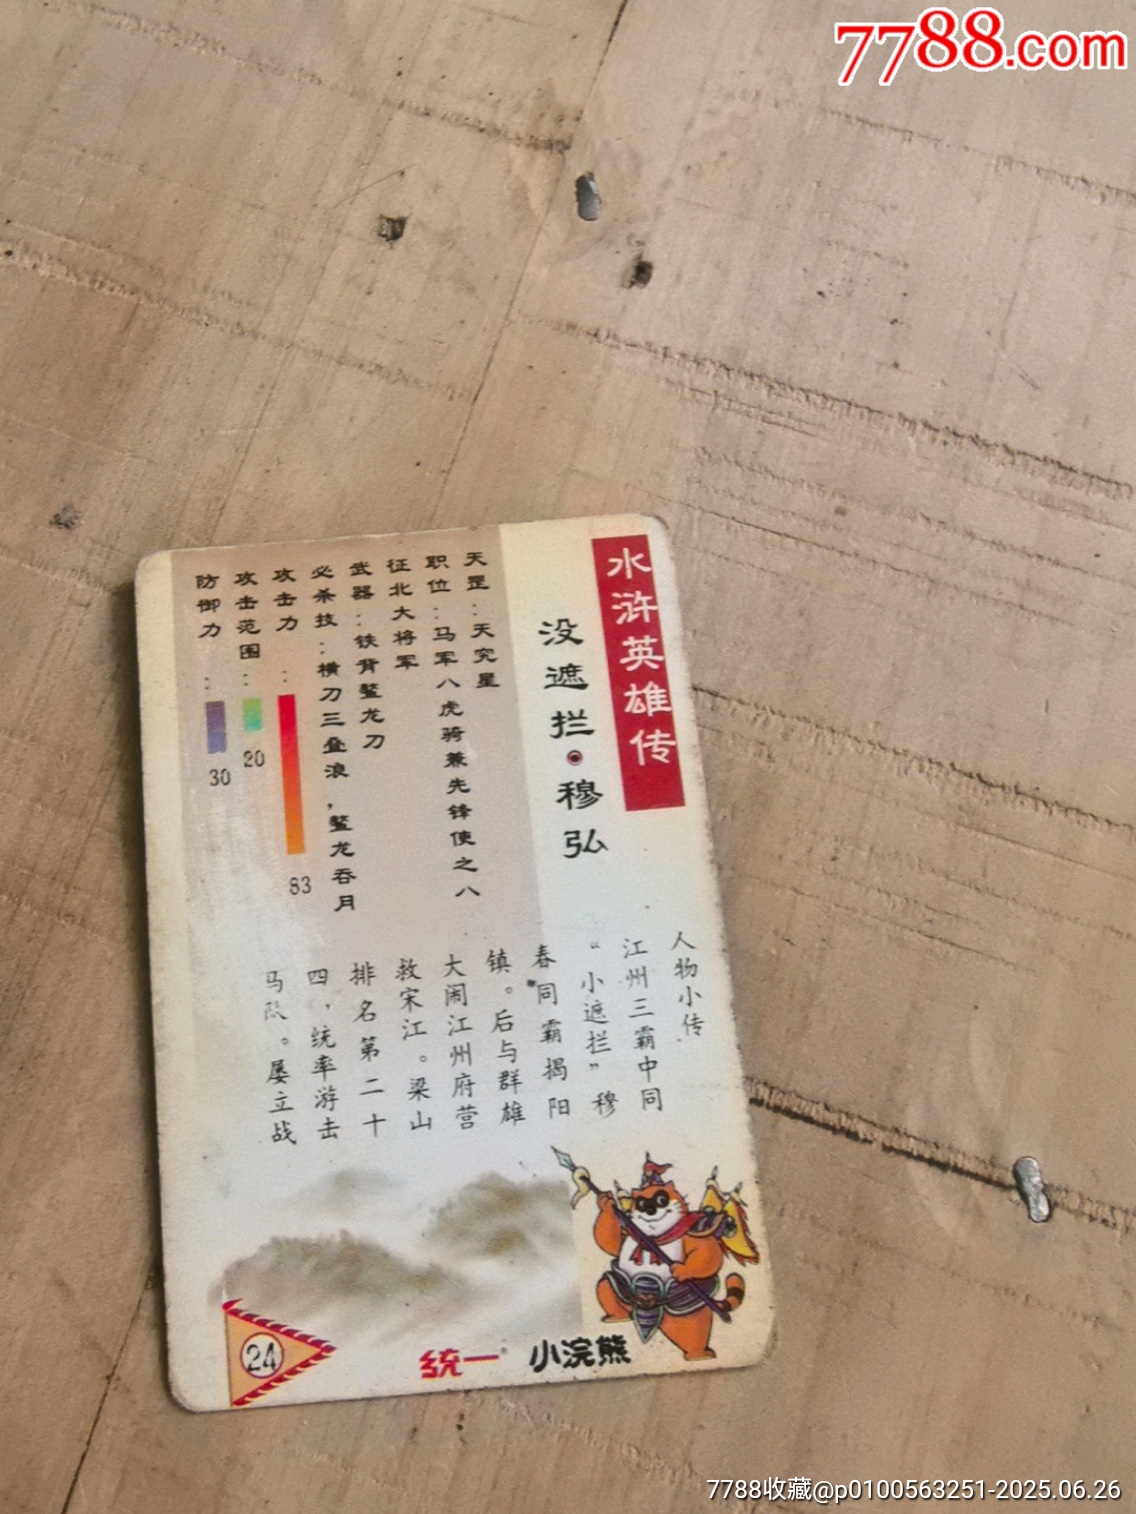 7788.com
水浒英雄传
没遮拦·穆弘
天罡：天究星
职位：马军八虎骑兼先锋使之八
征北大将军
武器：铁背鳌龙刀
必杀技：横刀三叠浪，鳌龙吞月
攻击力：83
攻击范围：20
防御力：30
人物小传
江州三霸中同
“小遮拦”穆
春同霸揭阳
镇。后与群雄
大闹江州府营
救宋江。梁山
排名第二十
四，统率游击
马队。屡立战
24
统一® 小浣熊
7788收藏@p0100563251-2025.06.26